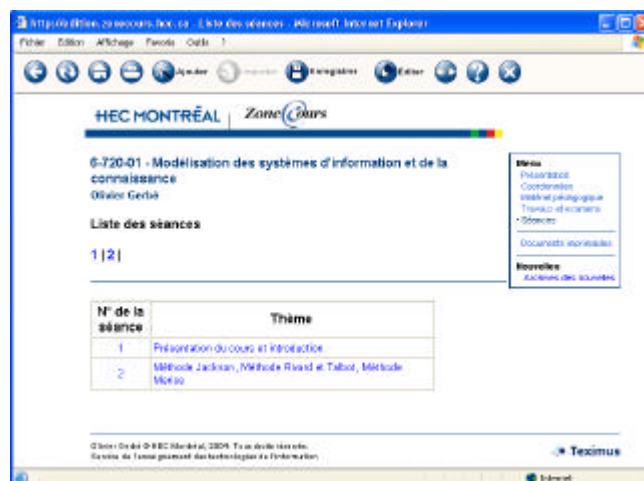 Liste des séances - Microsoft Internet Explorer
Fichier Edition Affichage Favoris Outils ?
Ajouter Enregistrer Editer
HEC MONTRÉAL | ZoneCours
6-720-01 - Modélisation des systèmes d'information et de la
connaissance
Olivier Gerbé
Liste des séances
1 | 2 |
Menu
Présentation
Coordonnées
Matériel pédagogique
Travaux et examens
Séances
Documents imprimables
Nouvelles
Archives des nouvelles
N° de la
séance
Thème
1 Présentation du cours et introduction
2 Méthode Jackson, Méthode Rivard et Talbot, Méthode
Merise
Olivier Gerbé © HEC Montréal, 2004. Tous droits réservés.
Service de l'enseignement des technologies de l'information
Teximus
Internet